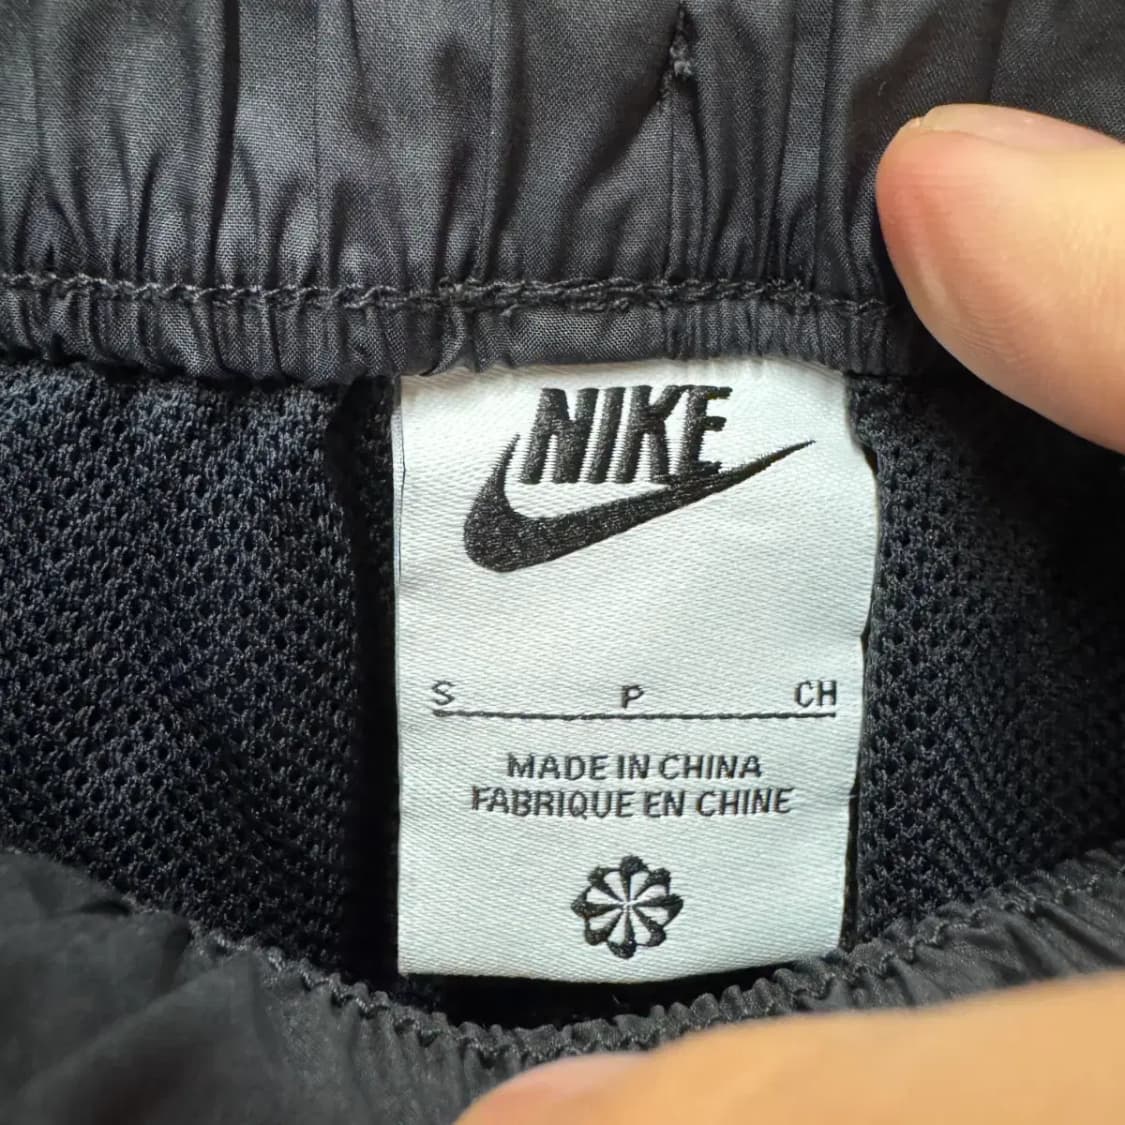 NIKE
S P CH
MADE IN CHINA
FABRIQUE EN CHINE